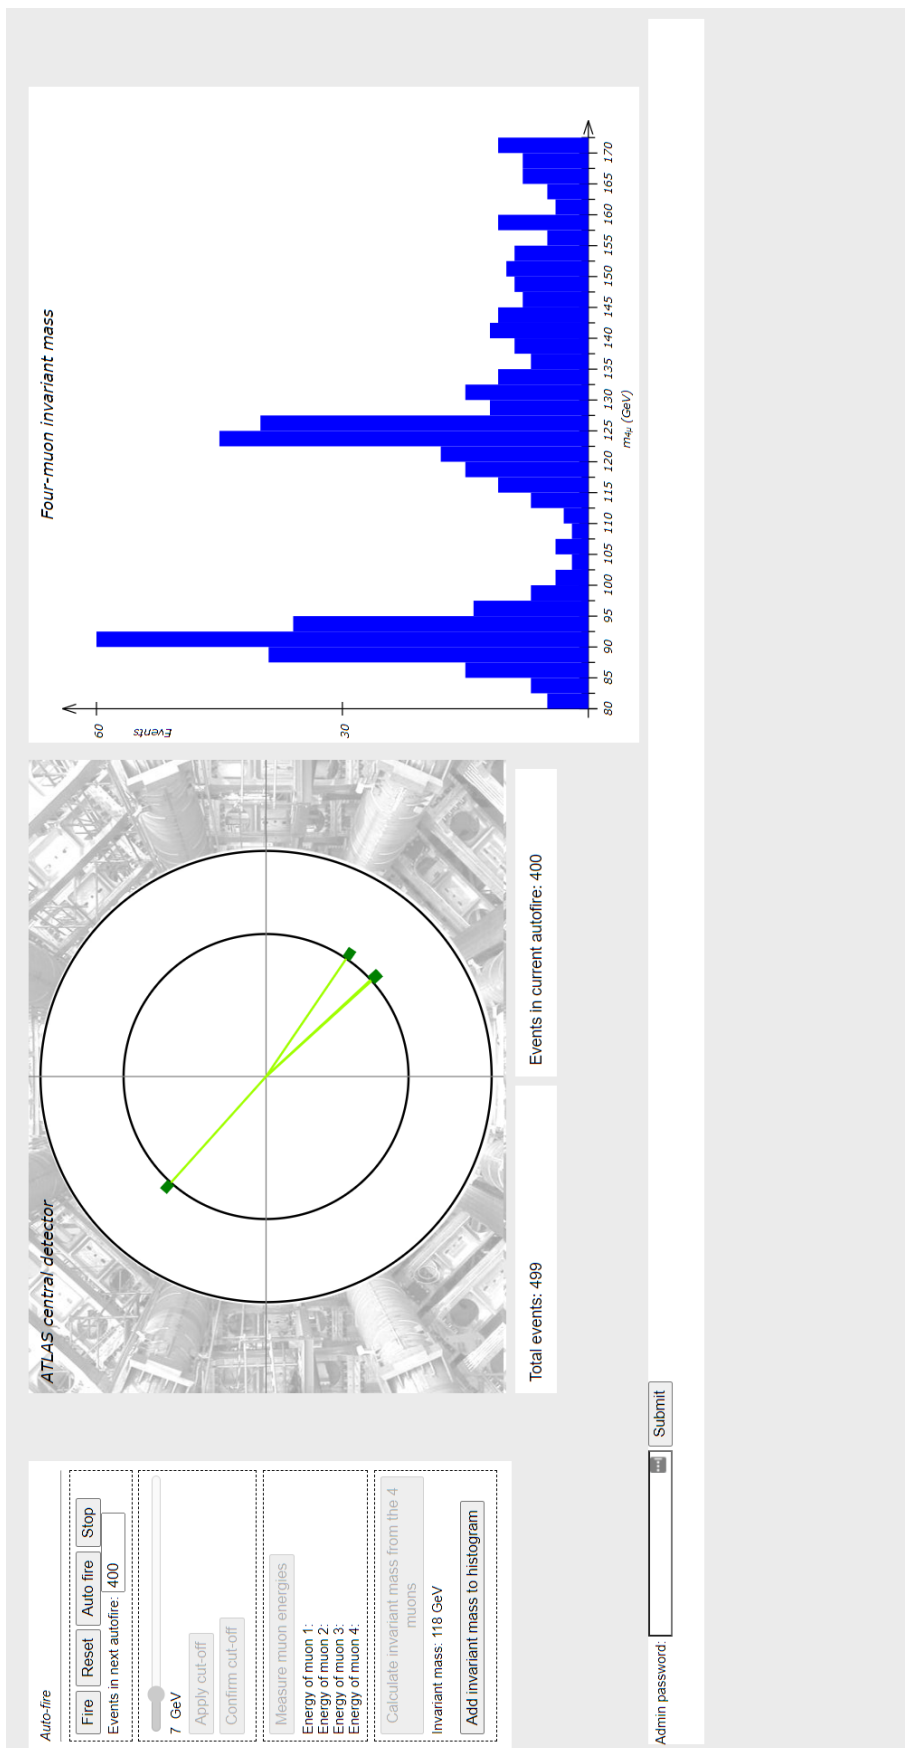 Auto-fire
Fire Reset Auto fire Stop
Events in next autofire: 400
7 GeV
Apply cut-off
Confirm cut-off
Measure muon energies
Energy of muon 1:
Energy of muon 2:
Energy of muon 3:
Energy of muon 4:
Calculate invariant mass from the 4
muons
Invariant mass: 118 GeV
Add invariant mass to histogram
ATLAS central detector
Total events: 499
Events in current autofire: 400
Four-muon invariant mass
60
Events
30
80 85 90 95 100 105 110 115 120 125 130 135 140 145 150 155 160 165 170
m4μ (GeV)
Admin password: Submit